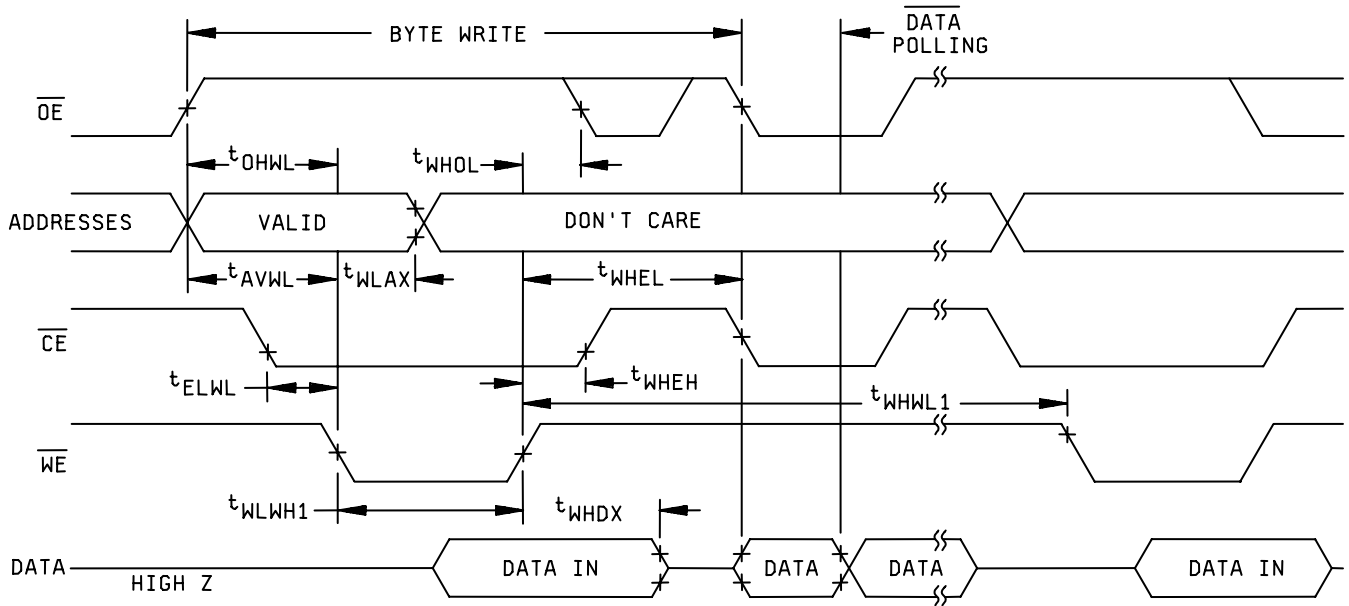 BYTE WRITE
DATA
POLLING
OE
tOHWL
tWHOL
ADDRESSES
VALID
DON'T CARE
tAVWL
tWLAX
tWHEL
CE
tELWL
tWHEH
tWHWL1
WE
tWLWH1
tWHDX
DATA
HIGH Z
DATA IN
DATA
DATA
DATA IN